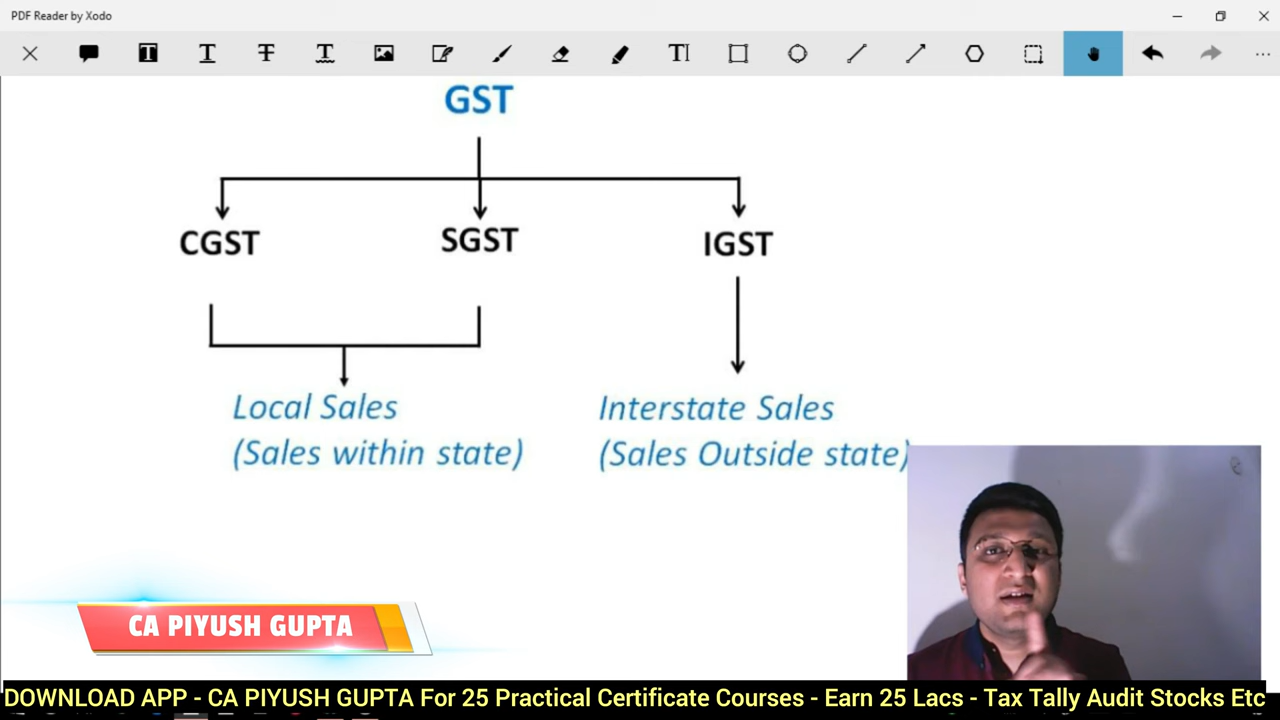 PDF Reader by Xodo
GST
CGST SGST IGST
Local Sales
(Sales within state)
Interstate Sales
(Sales Outside state)
CA PIYUSH GUPTA
DOWNLOAD APP - CA PIYUSH GUPTA For 25 Practical Certificate Courses - Earn 25 Lacs - Tax Tally Audit Stocks Etc